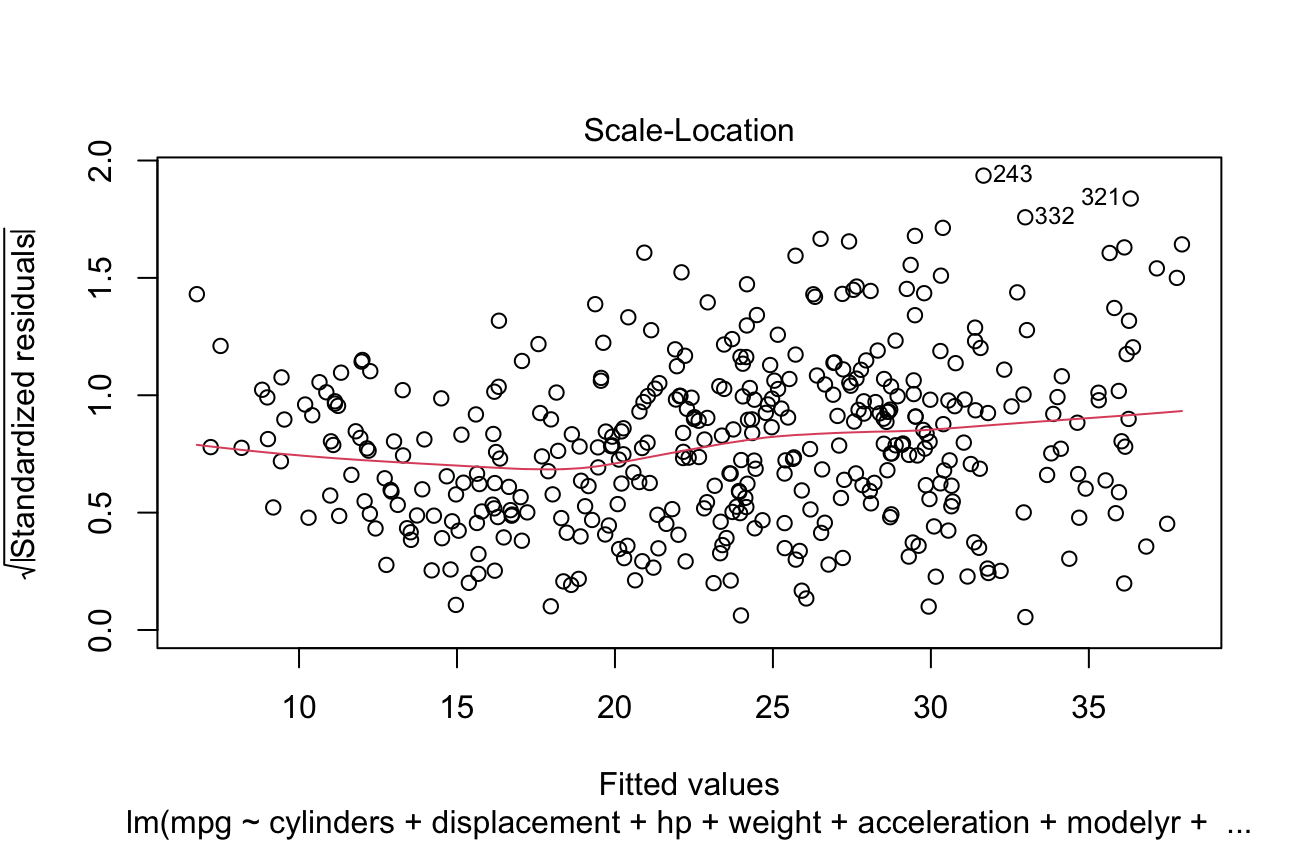 Scale-Location
√|Standardized residuals|
2.0
1.5
1.0
0.5
0.0
243
321
332
10 15 20 25 30 35
Fitted values
lm(mpg ~ cylinders + displacement + hp + weight + acceleration + modelyr + ...